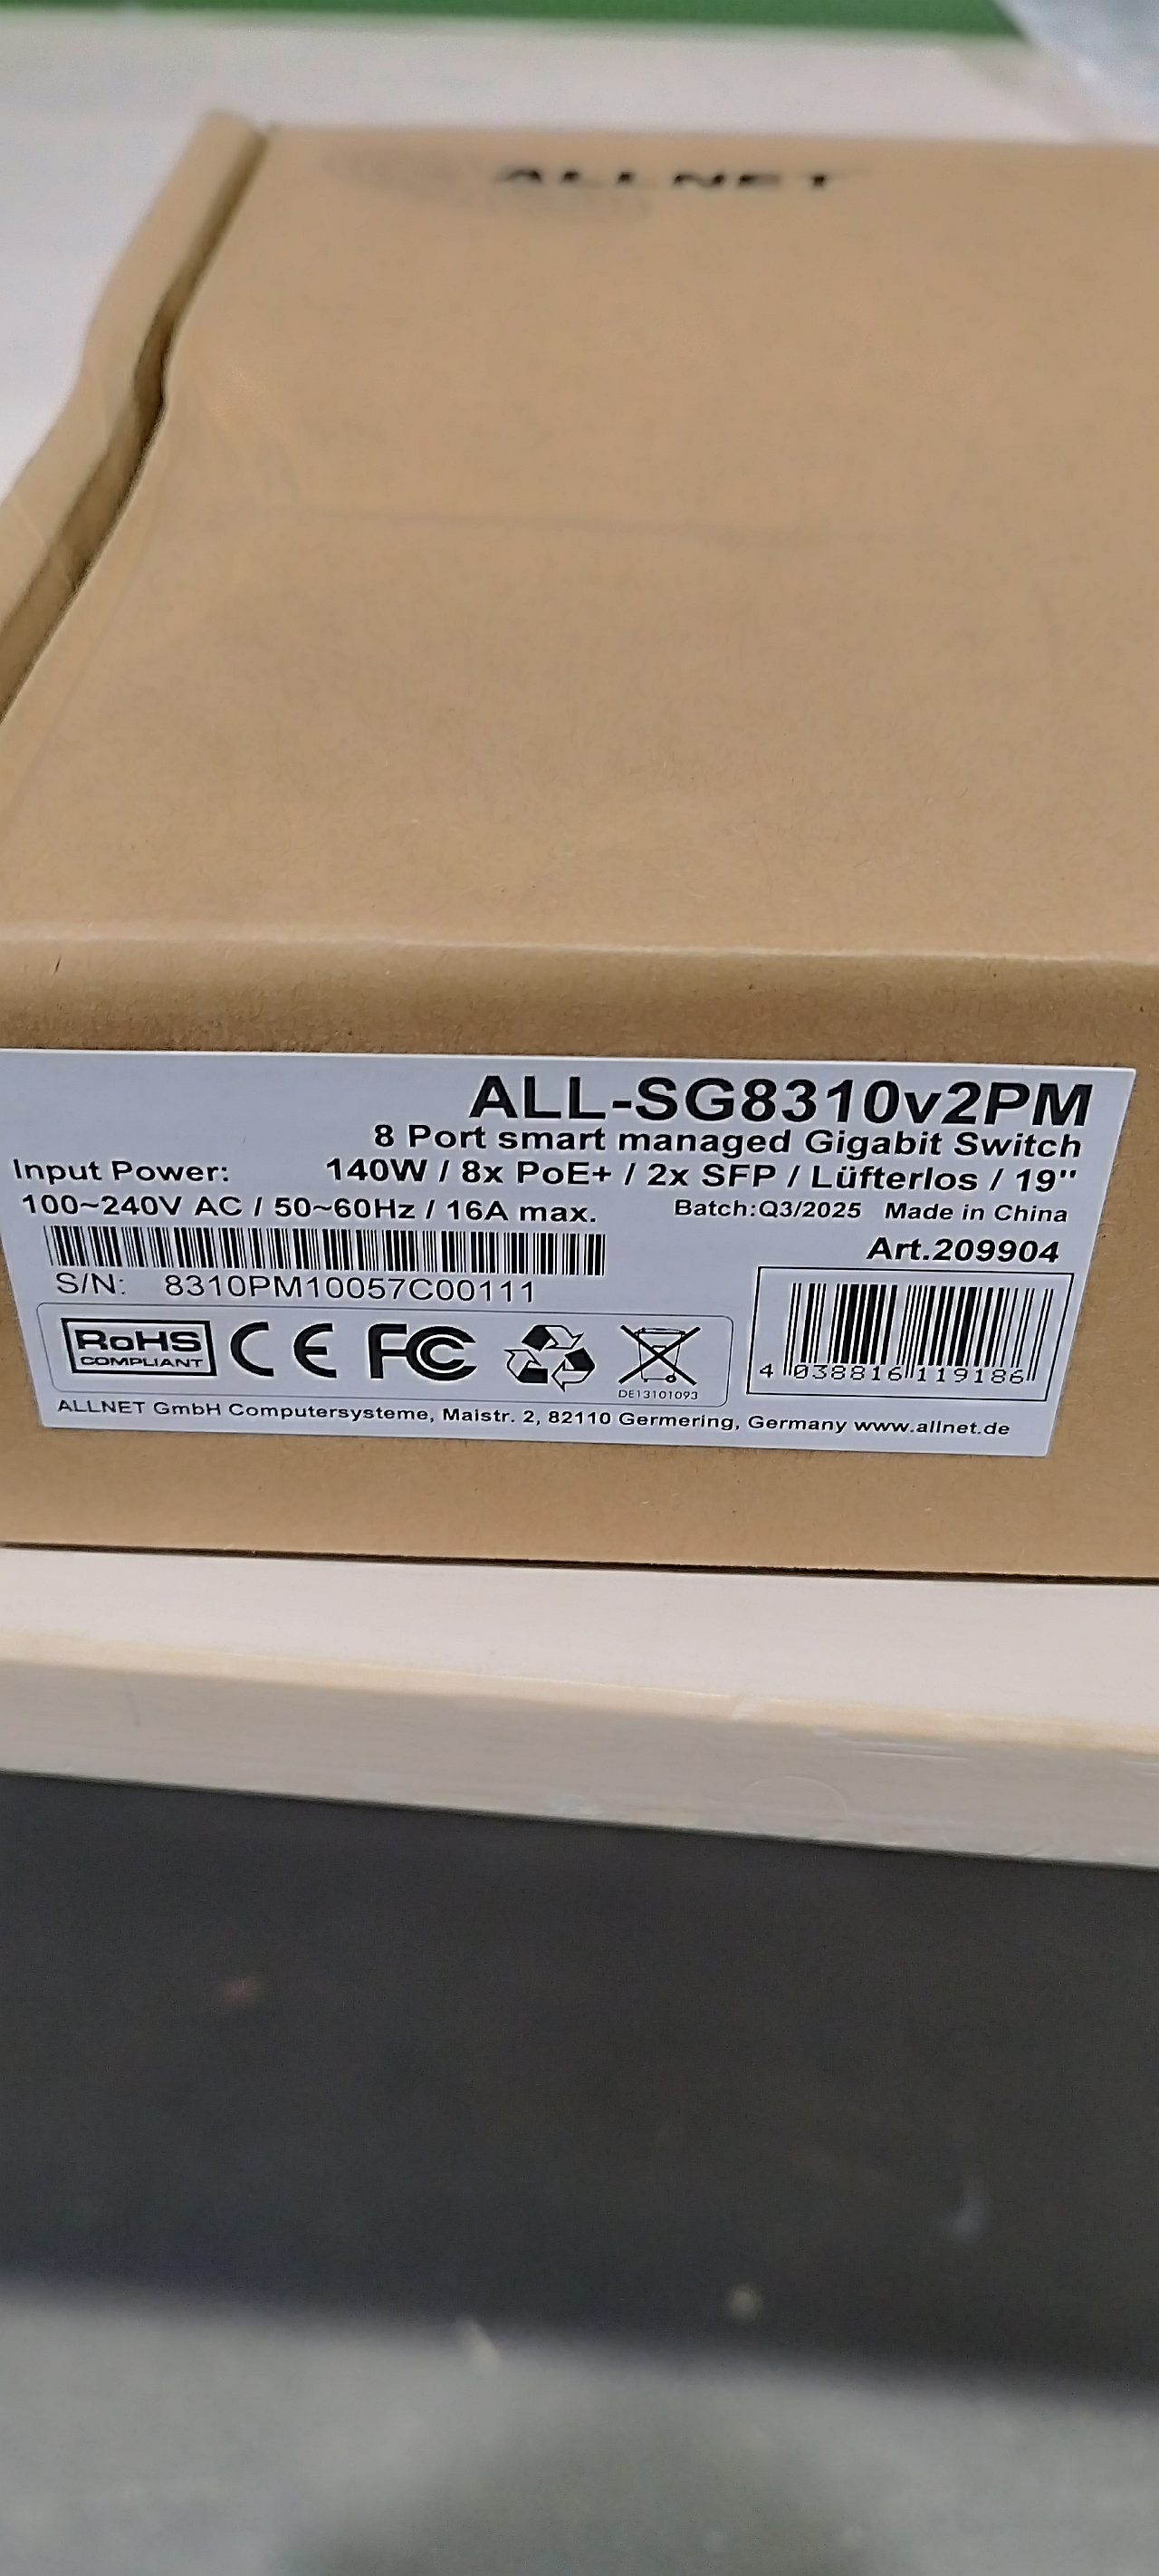 ALLNET
ALL-SG8310v2PM
8 Port smart managed Gigabit Switch
140W / 8x PoE+ / 2x SFP / Lüfterlos / 19"
Input Power:
100~240V AC / 50~60Hz / 16A max.
Batch:Q3/2025 Made in China
Art.209904
S/N: 8310PM10057C00111
RoHS
COMPLIANT
CE FC
DE13101093
4 038816 119186
ALLNET GmbH Computersysteme, Maistr. 2, 82110 Germering, Germany www.allnet.de